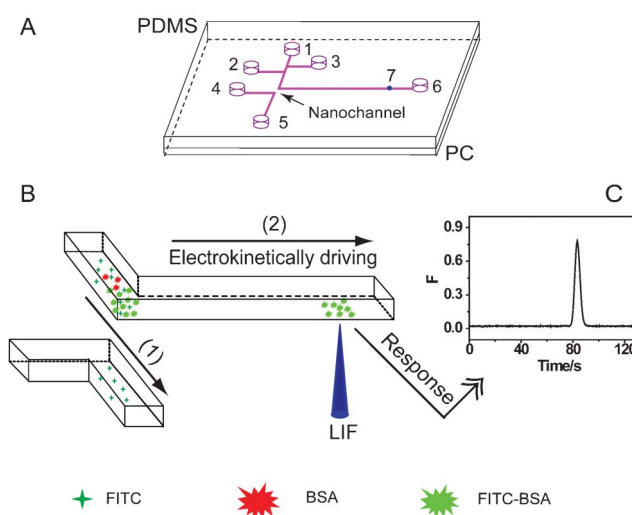 A
PDMS
1
2
3
4
5
6
7
Nanochannel
PC
B
(2)
Electrokinetically driving
(1)
LIF
Response
C
F
0.9
0.6
0.3
0.0
0
40
80
120
Time/s
FITC
BSA
FITC-BSA